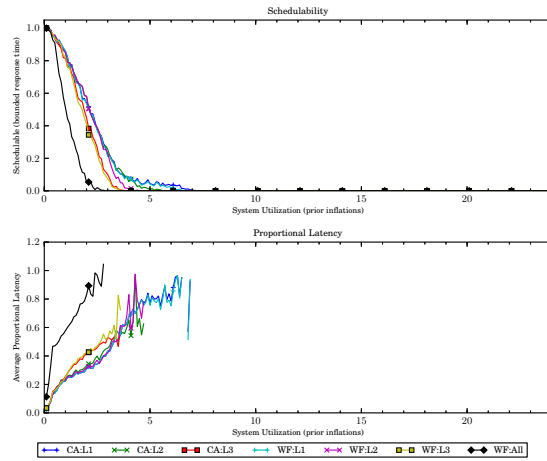 Schedulability
Schedulable (bounded response time)
1.0
0.8
0.6
0.4
0.2
0.0
0 5 10 15 20
System Utilization (prior inflations)
Proportional Latency
Average Proportional Latency
1.2
1.0
0.8
0.6
0.4
0.2
0.0
0 5 10 15 20
System Utilization (prior inflations)
CA:L1 CA:L2 CA:L3 WF:L1 WF:L2 WF:L3 WF:All